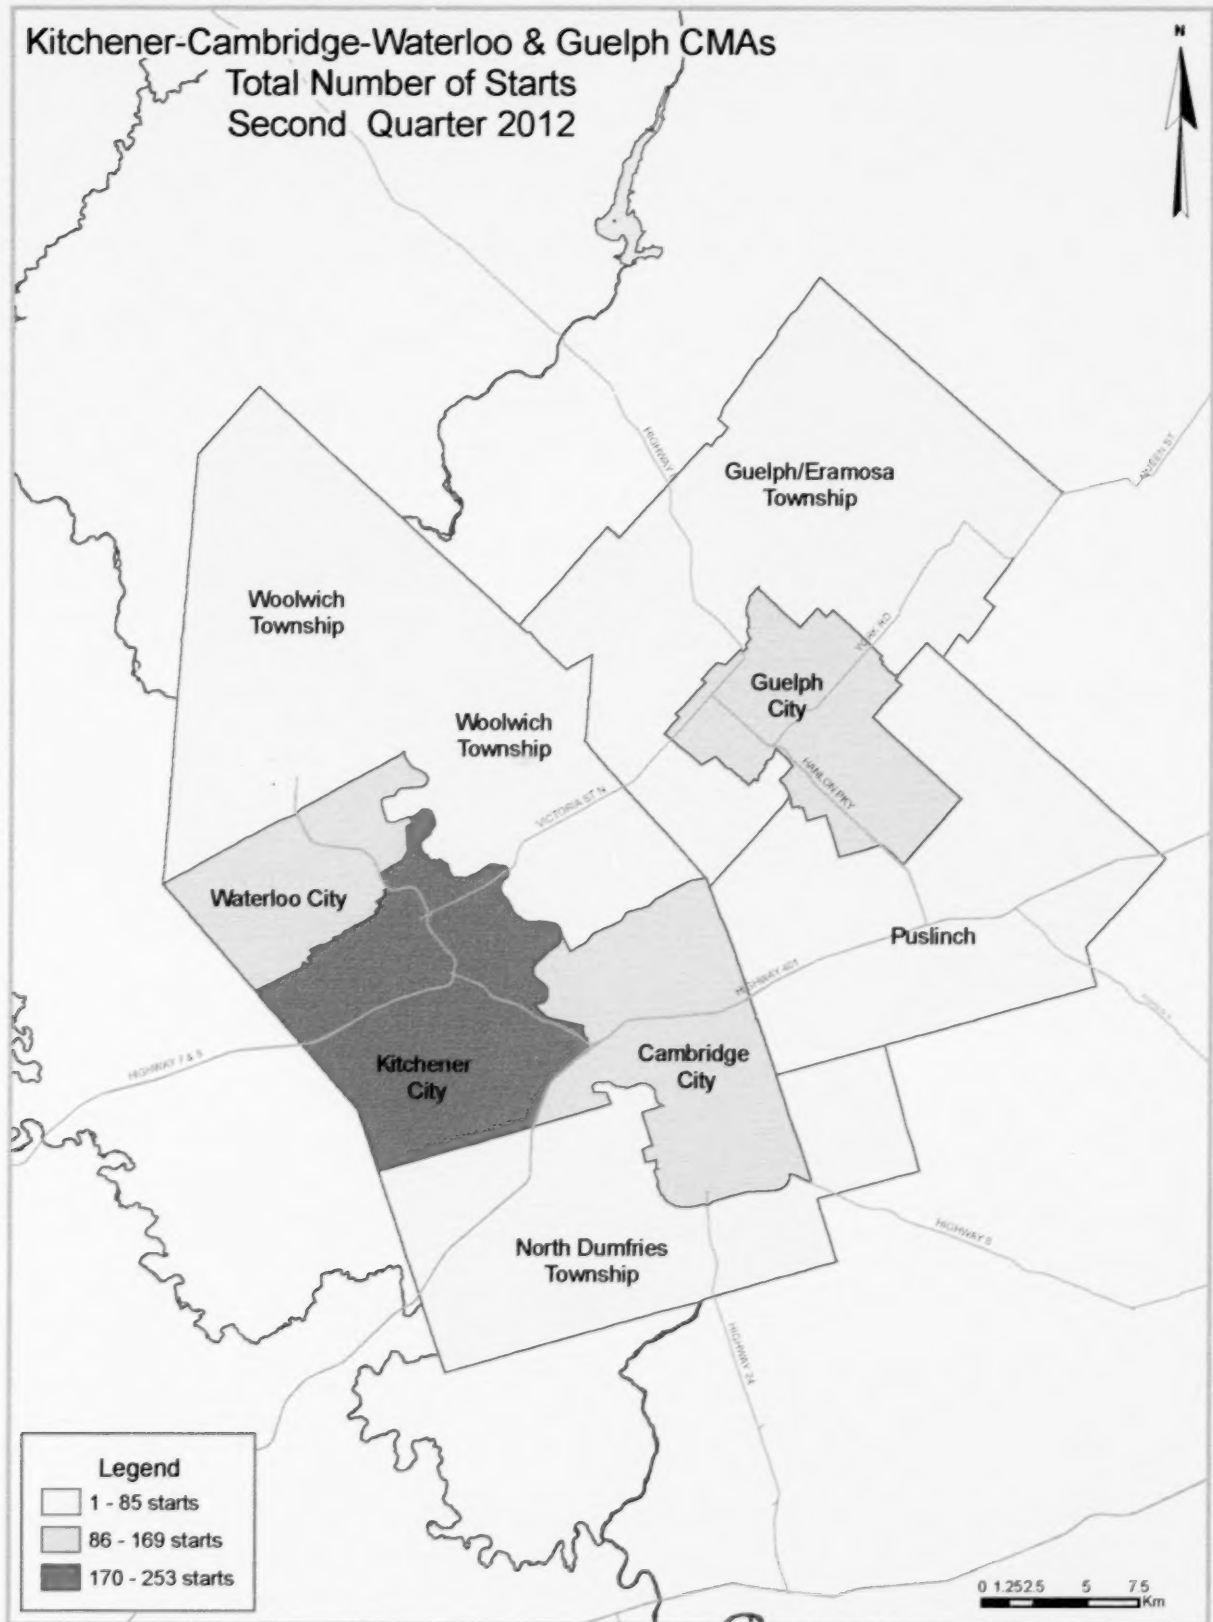 Kitchener-Cambridge-Waterloo & Guelph CMAs
Total Number of Starts
Second Quarter 2012
N
HIGHWAY
Guelph/Eramosa
Township
QUEEN ST
Woolwich
Township
Guelph
City
Woolwich
Township
HANLON PKY
VICTORIA ST N
Waterloo City
Puslinch
HIGHWAY 401
Kitchener
City
Cambridge
City
HIGHWAY 7 & 8
North Dumfries
Township
HIGHWAY 8
HIGHWAY 24
Legend
1 - 85 starts
86 - 169 starts
170 - 253 starts
0 1.252.5 5 7.5
Km